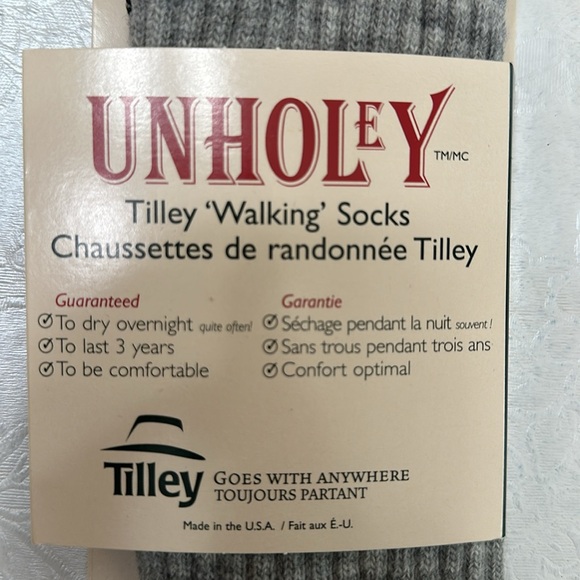 UNHOLEY TM/MC
Tilley 'Walking' Socks
Chaussettes de randonnée Tilley
Guaranteed
To dry overnight quite often!
To last 3 years
To be comfortable
Garantie
Séchage pendant la nuit souvent!
Sans trous pendant trois ans
Confort optimal
Tilley
GOES WITH ANYWHERE
TOUJOURS PARTANT
Made in the U.S.A. / Fait aux É.-U.